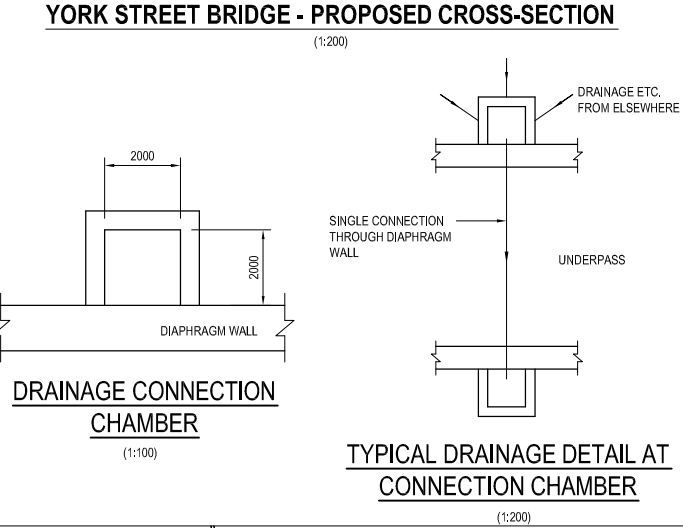 YORK STREET BRIDGE - PROPOSED CROSS-SECTION
(1:200)
2000
2000
DIAPHRAGM WALL
DRAINAGE CONNECTION
CHAMBER
(1:100)
DRAINAGE ETC.
FROM ELSEWHERE
SINGLE CONNECTION
THROUGH DIAPHRAGM
WALL
UNDERPASS
TYPICAL DRAINAGE DETAIL AT
CONNECTION CHAMBER
(1:200)